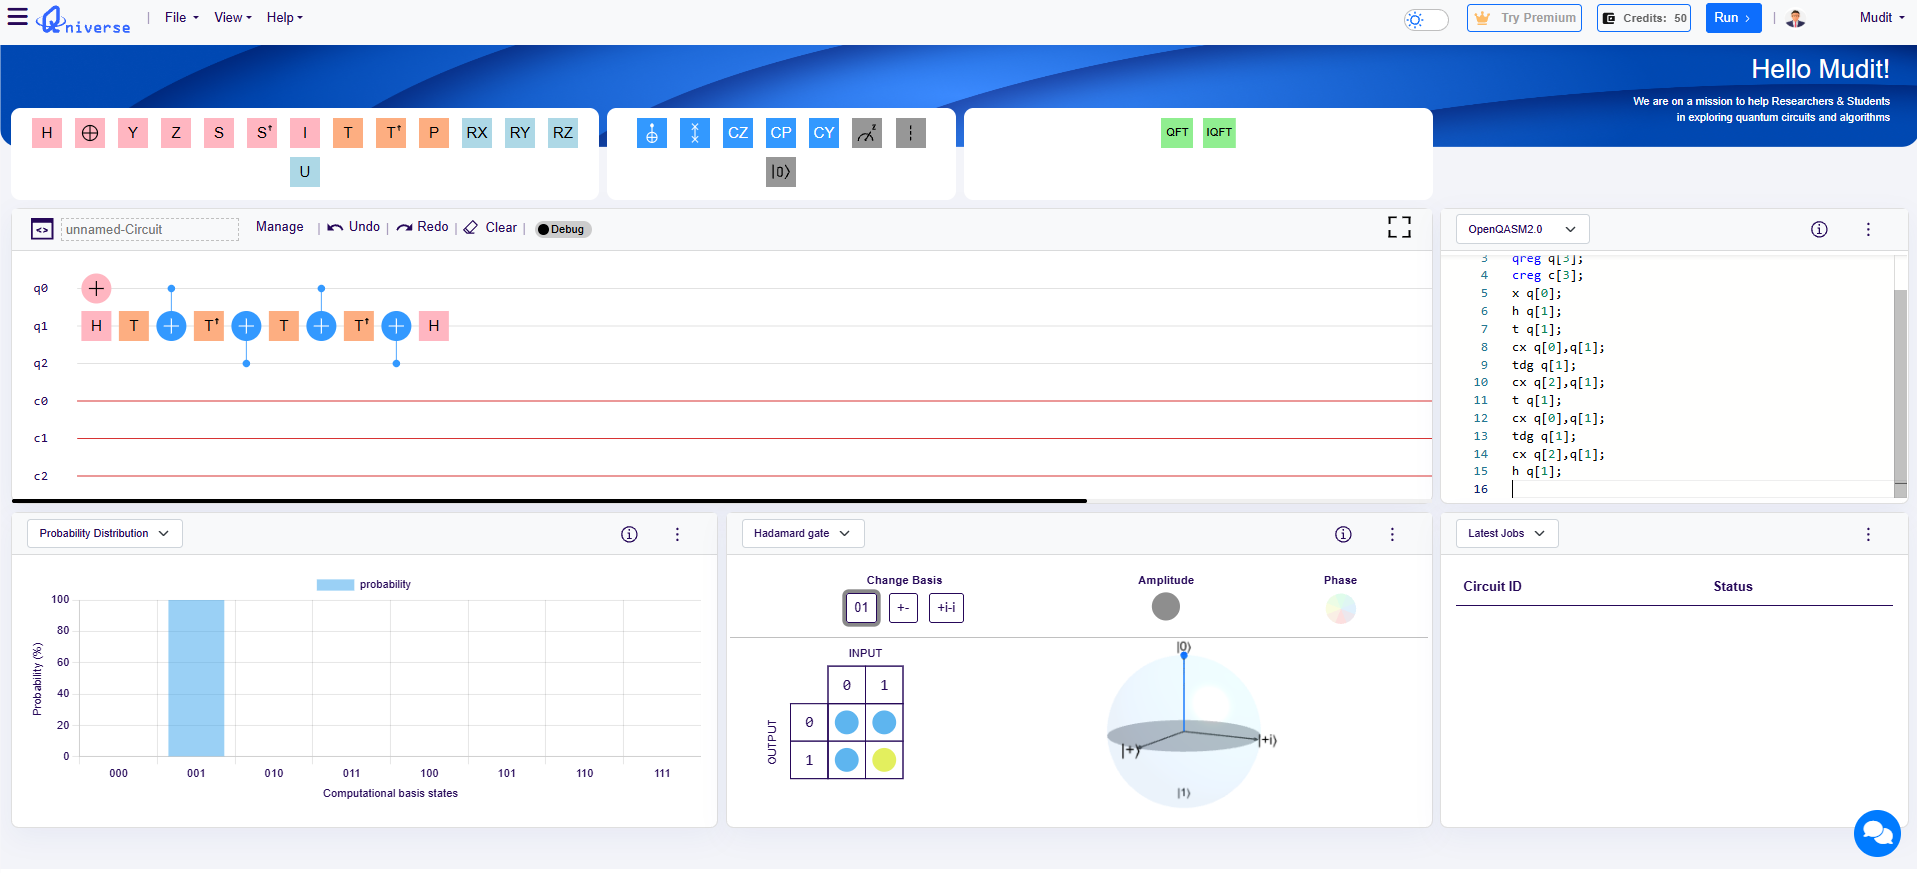 Qniverse | File View Help Try Premium Credits: 50 Run › | Mudit
Hello Mudit!
We are on a mission to help Researchers & Students
in exploring quantum circuits and algorithms
H Y Z S S† I T T† P RX RY RZ
U
CZ CP CY z
|0⟩
QFT IQFT
<> unnamed-Circuit Manage | Undo | Redo | Clear | Debug
q0
q1 H T T† T T† H
q2
c0
c1
c2
OpenQASM2.0
3 qreg q[3];
4 creg c[3];
5 x q[0];
6 h q[1];
7 t q[1];
8 cx q[0],q[1];
9 tdg q[1];
10 cx q[2],q[1];
11 t q[1];
12 cx q[0],q[1];
13 tdg q[1];
14 cx q[2],q[1];
15 h q[1];
16
Probability Distribution
probability
Probability (%)
100
80
60
40
20
0
000 001 010 011 100 101 110 111
Computational basis states
Hadamard gate
Change Basis Amplitude Phase
01 +- +i-i
INPUT
0 1
OUTPUT
0
1
|0⟩
|+⟩ |+i⟩
|1⟩
Latest Jobs
Circuit ID Status